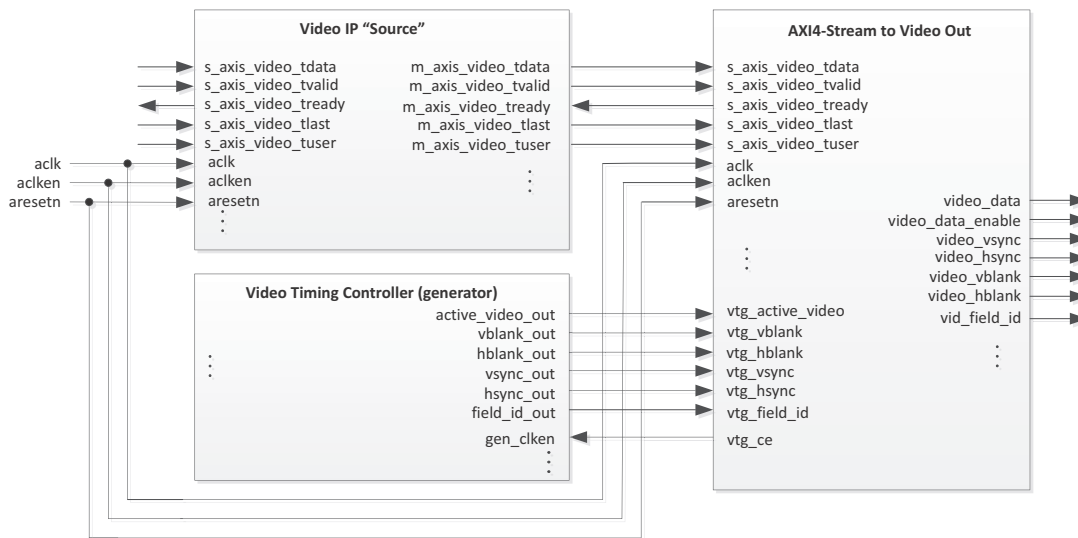 Video IP “Source”
s_axis_video_tdata
s_axis_video_tvalid
s_axis_video_tready
s_axis_video_tlast
s_axis_video_tuser
aclk
aclken
aresetn
m_axis_video_tdata
m_axis_video_tvalid
m_axis_video_tready
m_axis_video_tlast
m_axis_video_tuser
aclk
aclken
aresetn
Video Timing Controller (generator)
active_video_out
vblank_out
hblank_out
vsync_out
hsync_out
field_id_out
gen_clken
AXI4-Stream to Video Out
s_axis_video_tdata
s_axis_video_tvalid
s_axis_video_tready
s_axis_video_tlast
s_axis_video_tuser
aclk
aclken
aresetn
vtg_active_video
vtg_vblank
vtg_hblank
vtg_vsync
vtg_hsync
vtg_field_id
vtg_ce
video_data
video_data_enable
video_vsync
video_hsync
video_vblank
video_hblank
vid_field_id